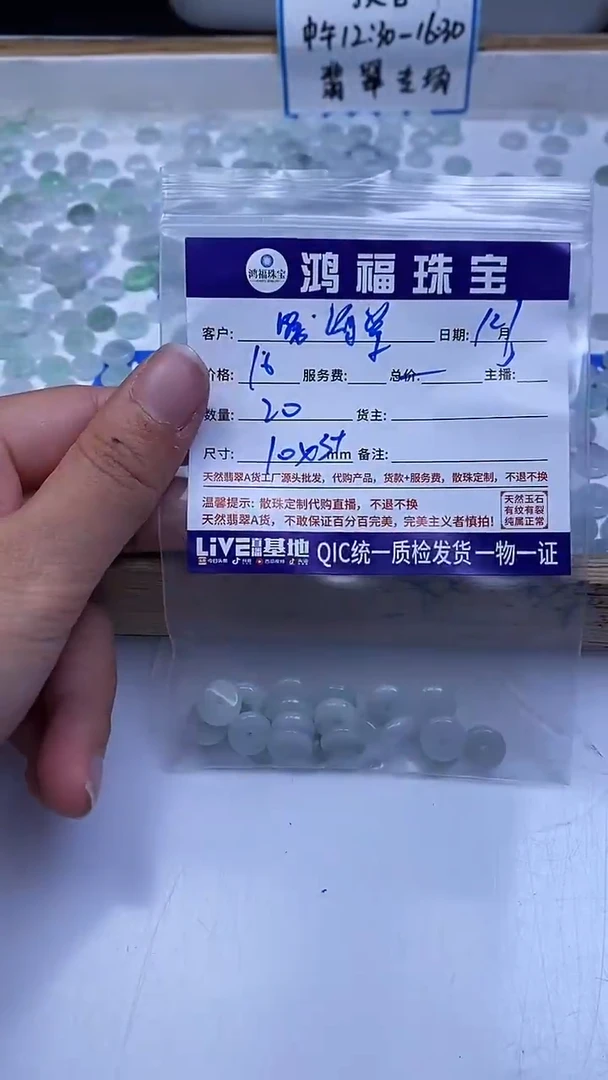 中午12:30-16:30
翡翠专场
鸿福珠宝
鸿福珠宝
客户: 日期: 12月1
价格: 18 服务费: 总价: 主播:
数量: 20 货主:
尺寸: mm 备注:
天然翡翠A货工厂源头批发，代购产品，货款+服务费，散珠定制，不退不换
温馨提示: 散珠定制代购直播，不退不换
天然翡翠A货，不敢保证百分百完美，完美主义者慎拍!
天然玉石
有纹有裂
纯属正常
LiVE直播基地 QIC统一质检发货一物一证